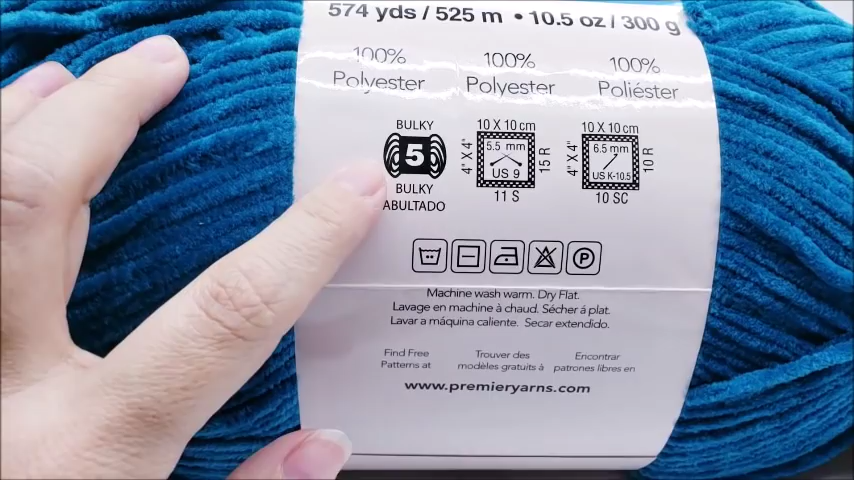 574 yds / 525 m • 10.5 oz / 300 g
100% Polyester
100% Polyester
100% Poliéster
BULKY
5
BULKY
ABULTADO
10 X 10 cm
4" X 4"
5.5 mm
US 9
15 R
11 S
10 X 10 cm
4" X 4"
6.5 mm
US K-10.5
10 R
10 SC
P
Machine wash warm. Dry Flat.
Lavage en machine à chaud. Sécher á plat.
Lavar a máquina caliente. Secar extendido.
Find Free
Patterns at
Trouver des
modèles gratuits à
Encontrar
patrones libres en
www.premieryarns.com